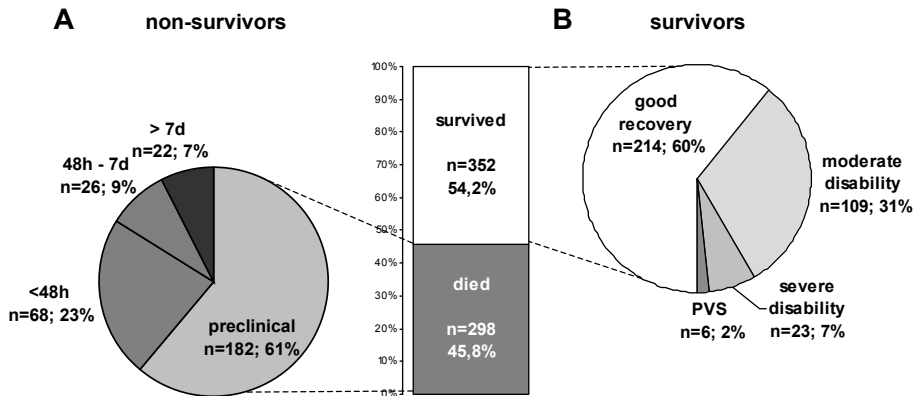 A non-survivors
B survivors
> 7d
n=22; 7%
48h - 7d
n=26; 9%
<48h
n=68; 23%
preclinical
n=182; 61%
100%
90%
80%
70%
60%
50%
40%
30%
20%
10%
0%
survived
n=352
54,2%
died
n=298
45,8%
good
recovery
n=214; 60%
moderate
disability
n=109; 31%
severe
disability
n=23; 7%
PVS
n=6; 2%